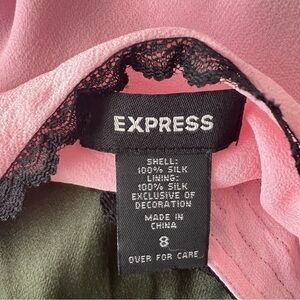 EXPRESS
SHELL:
100% SILK
LINING:
100% SILK
EXCLUSIVE OF
DECORATION
MADE IN
CHINA
8
OVER FOR CARE